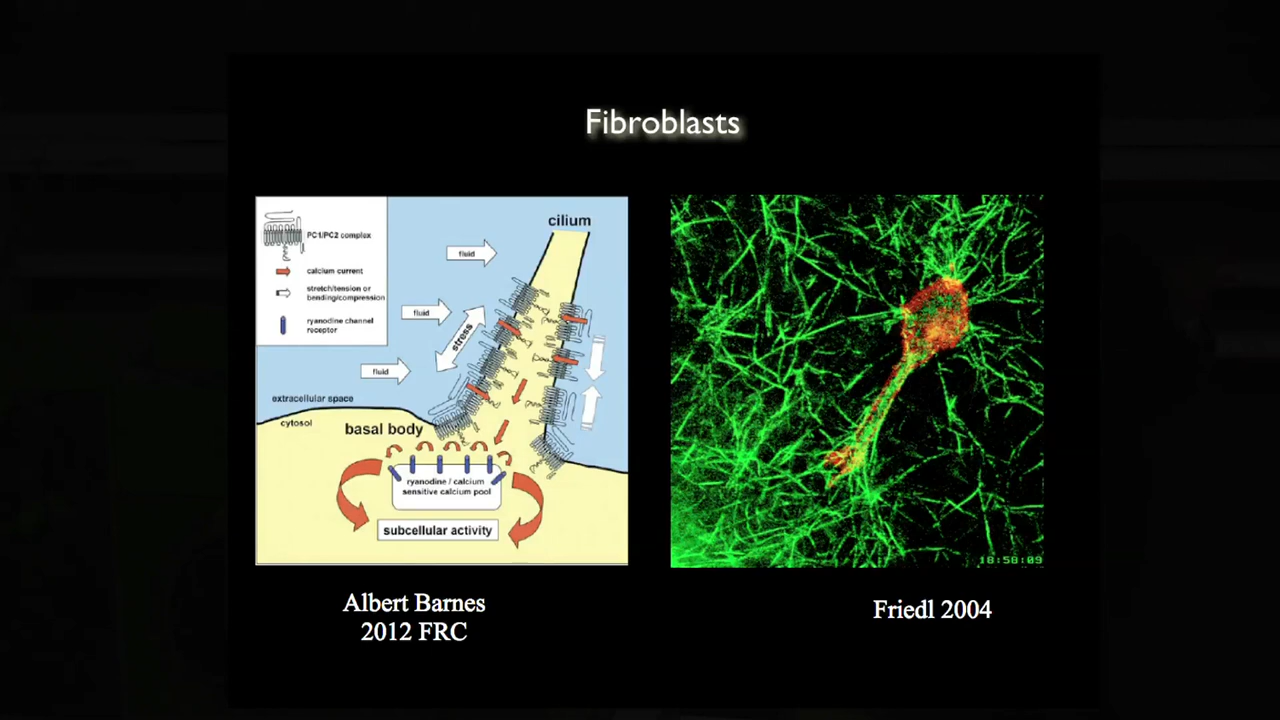 Fibroblasts
PC1/PC2 complex
calcium current
stretch/tension or
bending/compression
ryanodine channel
receptor
cilium
fluid
fluid
stress
fluid
extracellular space
cytosol
basal body
ryanodine / calcium
sensitive calcium pool
subcellular activity
18:58:09
Albert Barnes
2012 FRC
Friedl 2004